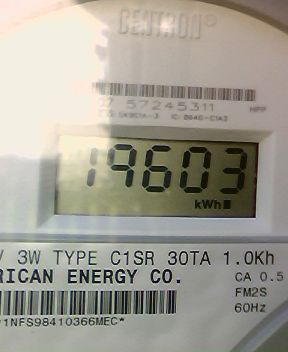 CENTRON®
57245311
19603
kWh
3W TYPE C1SR 30TA 1.0Kh
RICAN ENERGY CO.
CA 0.5
FM2S
60Hz
1NFS98410366MEC*